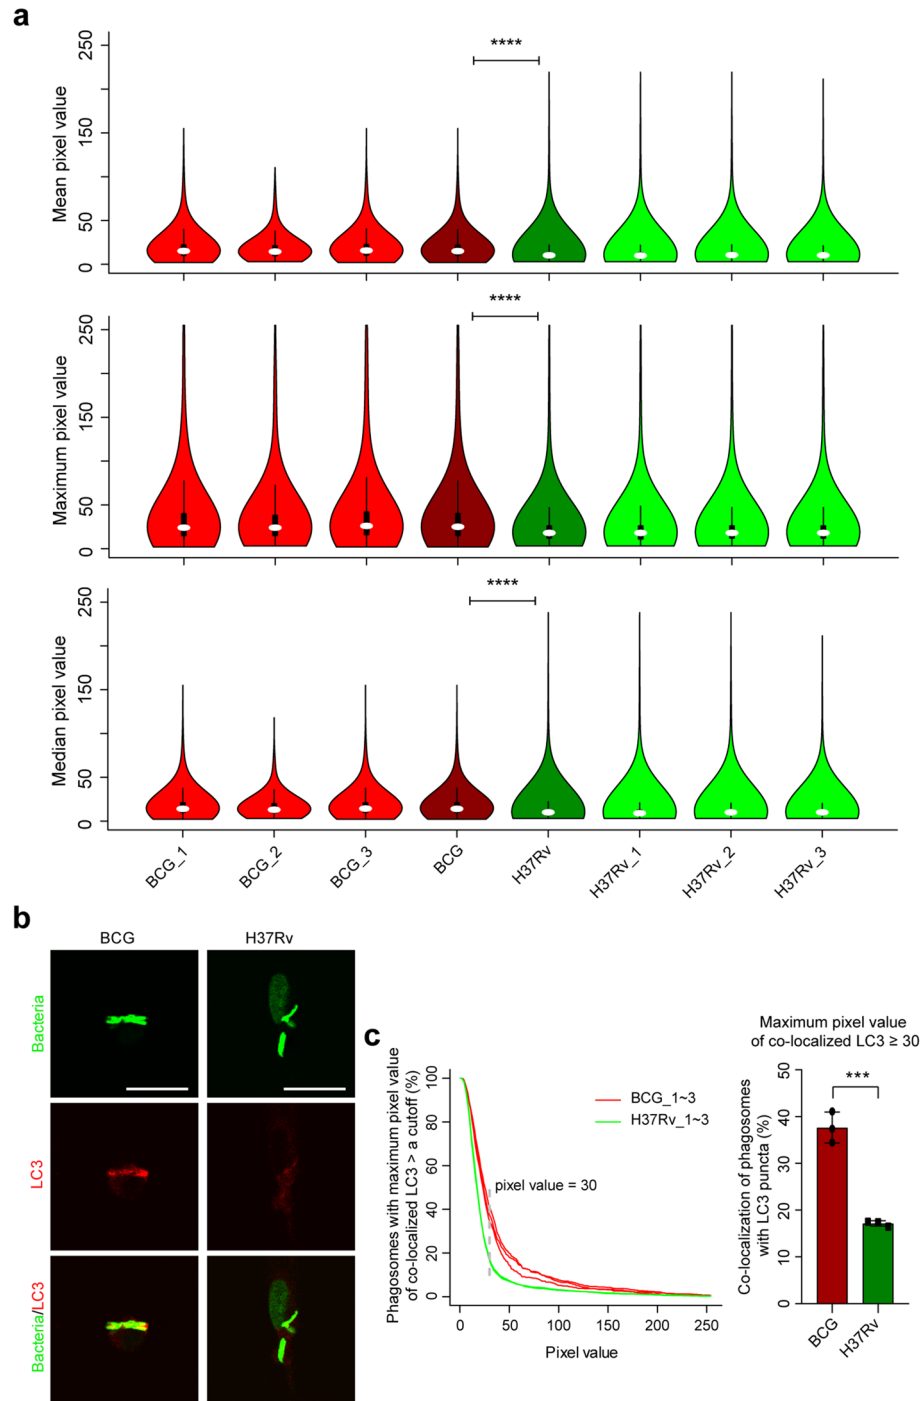 a
Mean pixel value
250
150
50
0
****
Maximum pixel value
250
150
50
0
****
Median pixel value
250
150
50
0
****
BCG_1
BCG_2
BCG_3
BCG
H37Rv
H37Rv_1
H37Rv_2
H37Rv_3
b
BCG
H37Rv
Bacteria
LC3
Bacteria/LC3
c
Phagosomes with maximum pixel value
of co-localized LC3 > a cutoff (%)
100
80
60
40
20
0
BCG_1~3
H37Rv_1~3
pixel value = 30
0
50
100
150
200
250
Pixel value
Maximum pixel value
of co-localized LC3 ≥ 30
Co-localization of phagosomes
with LC3 puncta (%)
50
40
30
20
10
0
***
BCG
H37Rv